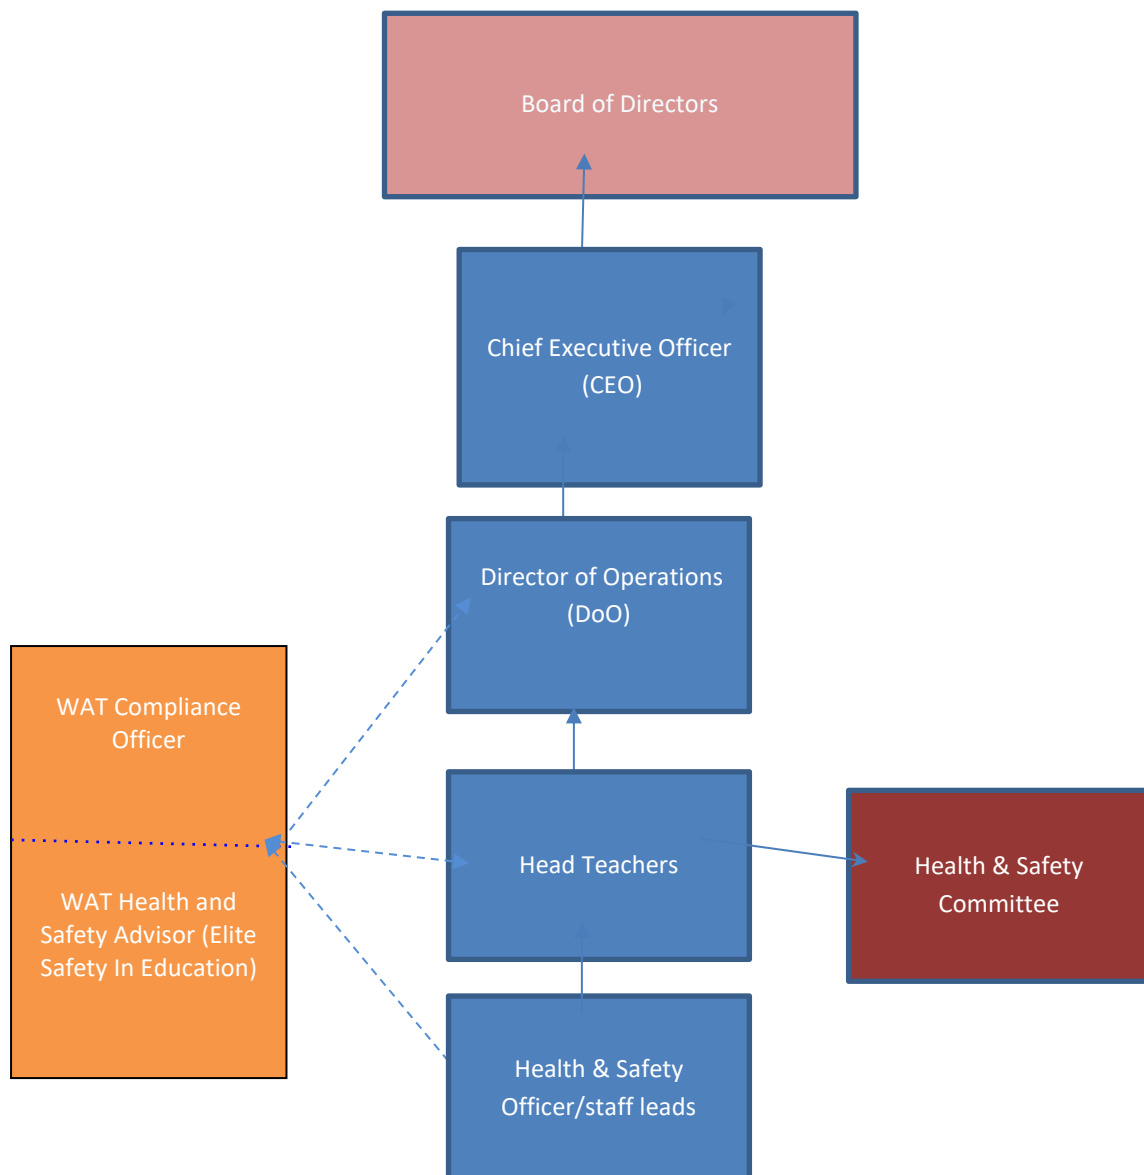 Board of Directors
Chief Executive Officer
(CEO)
Director of Operations
(DoO)
WAT Compliance
Officer
WAT Health and
Safety Advisor (Elite
Safety In Education)
Head Teachers
Health & Safety
Committee
Health & Safety
Officer/staff leads